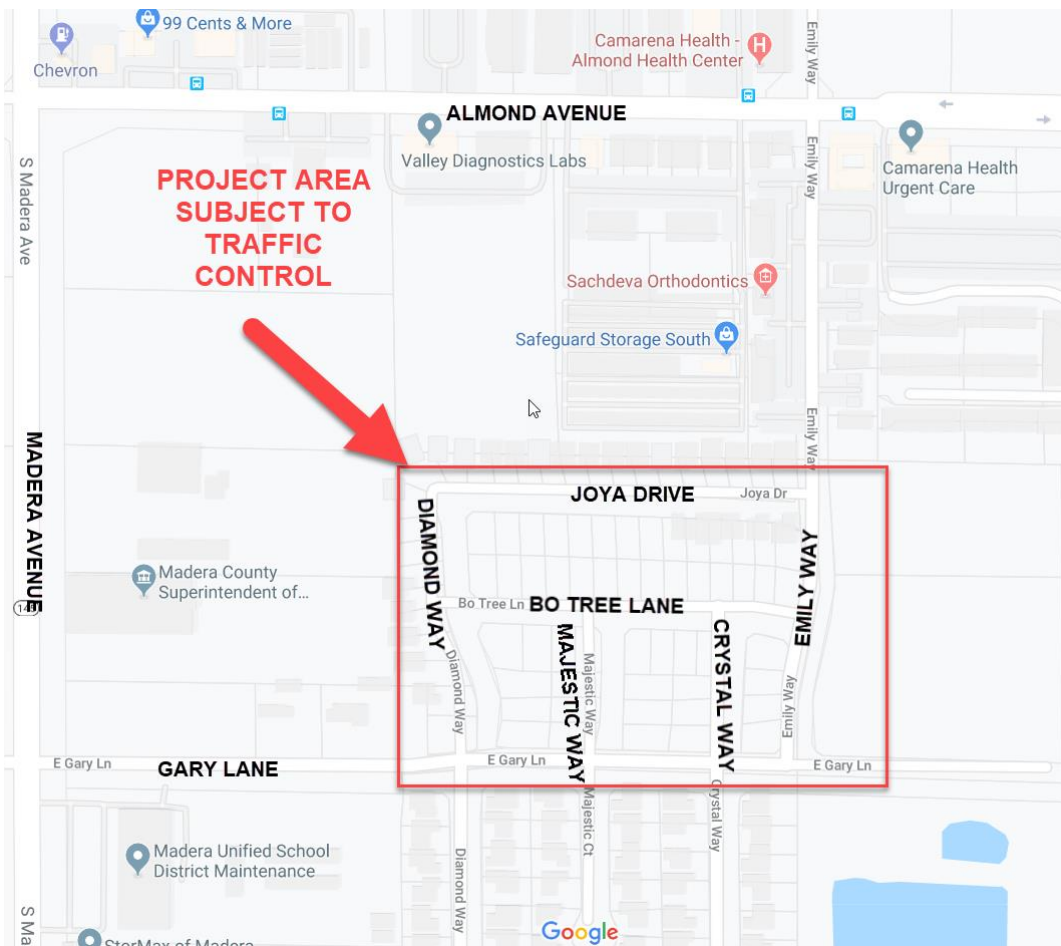 99 Cents & More
Chevron
Camarena Health -
Almond Health Center
H
Emily Way
ALMOND AVENUE
Valley Diagnostics Labs
Emily Way
Camarena Health
Urgent Care
S Madera Ave
PROJECT AREA
SUBJECT TO
TRAFFIC
CONTROL
Sachdeva Orthodontics
Safeguard Storage South
Emily Way
MADERA AVENUE
JOYA DRIVE
Joya Dr
DIAMOND WAY
EMILY WAY
Madera County
Superintendent of...
Bo Tree Ln
BO TREE LANE
MAJESTIC WAY
Majestic Way
CRYSTAL WAY
Diamond Way
Emily Way
E Gary Ln
GARY LANE
E Gary Ln
E Gary Ln
Majestic Ct
Crystal Way
Madera Unified School
District Maintenance
Diamond Way
S Ma
StorMax of Madera
Google